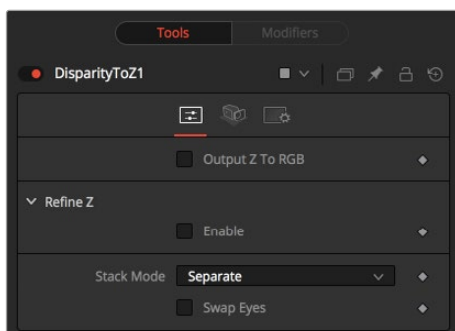 Tools Modifiers
DisparityToZ1
Output Z To RGB
Refine Z
Enable
Stack Mode Separate
Swap Eyes